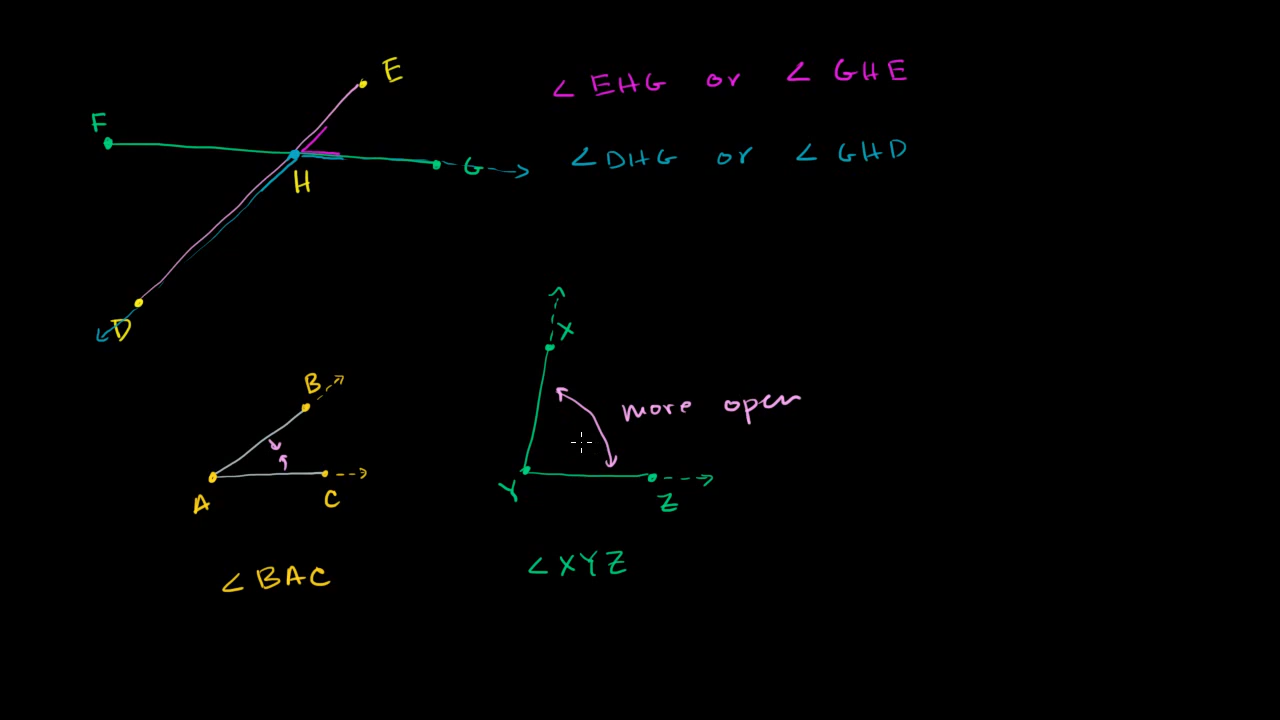 E
∠ EHG or ∠ GHE
F
∠DHG or ∠ GHD
G
H
D
X
B
more open
A
C
Y
Z
∠XYZ
∠BAC